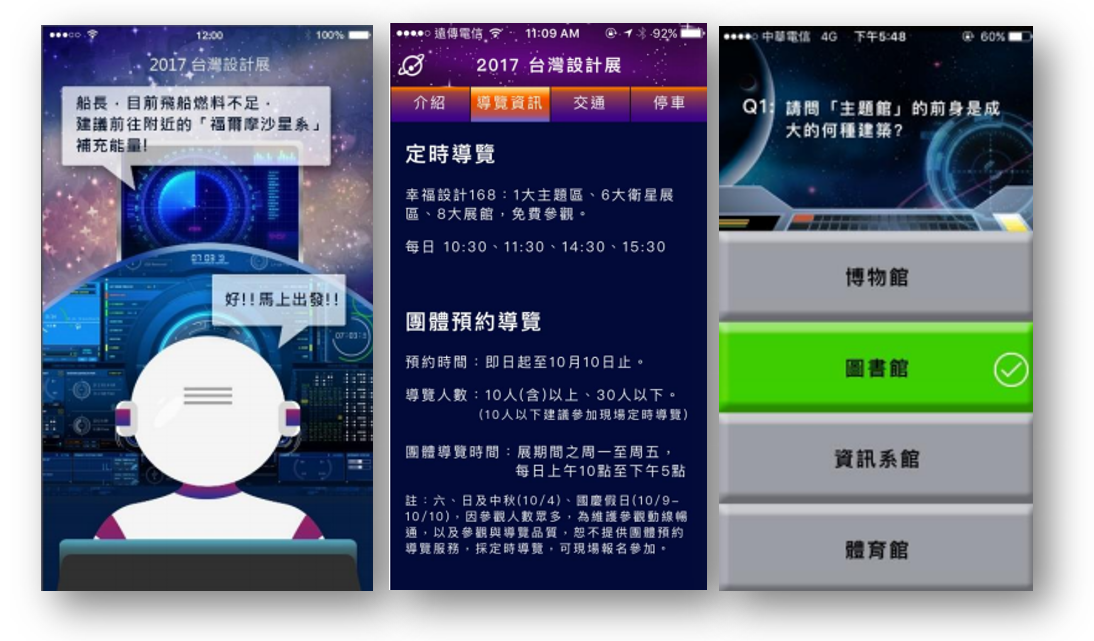 12:00
100%
2017 台灣設計展
船長，目前飛船燃料不足，
建議前往附近的「福爾摩沙星系」
補充能量!
07:03:15
好!!馬上出發!!
遠傳電信
11:09 AM
92%
2017 台灣設計展
介紹
導覽資訊
交通
停車
定時導覽
幸福設計168：1大主題區、6大衛星展
區、8大展館，免費參觀。
每日 10:30、11:30、14:30、15:30
團體預約導覽
預約時間：即日起至10月10日止。
導覽人數：10人(含)以上、30人以下。
(10人以下建議參加現場定時導覽)
團體導覽時間：展期間之周一至周五，
每日上午10點至下午5點
註：六、日及中秋(10/4)、國慶假日(10/9–
10/10)，因參觀人數眾多，為維護參觀動線暢
通，以及參觀與導覽品質，恕不提供團體預約
導覽服務，採定時導覽，可現場報名參加。
中華電信 4G 下午5:48 60%
Q1: 請問「主題館」的前身是成
大的何種建築?
博物館
圖書館
資訊系館
體育館